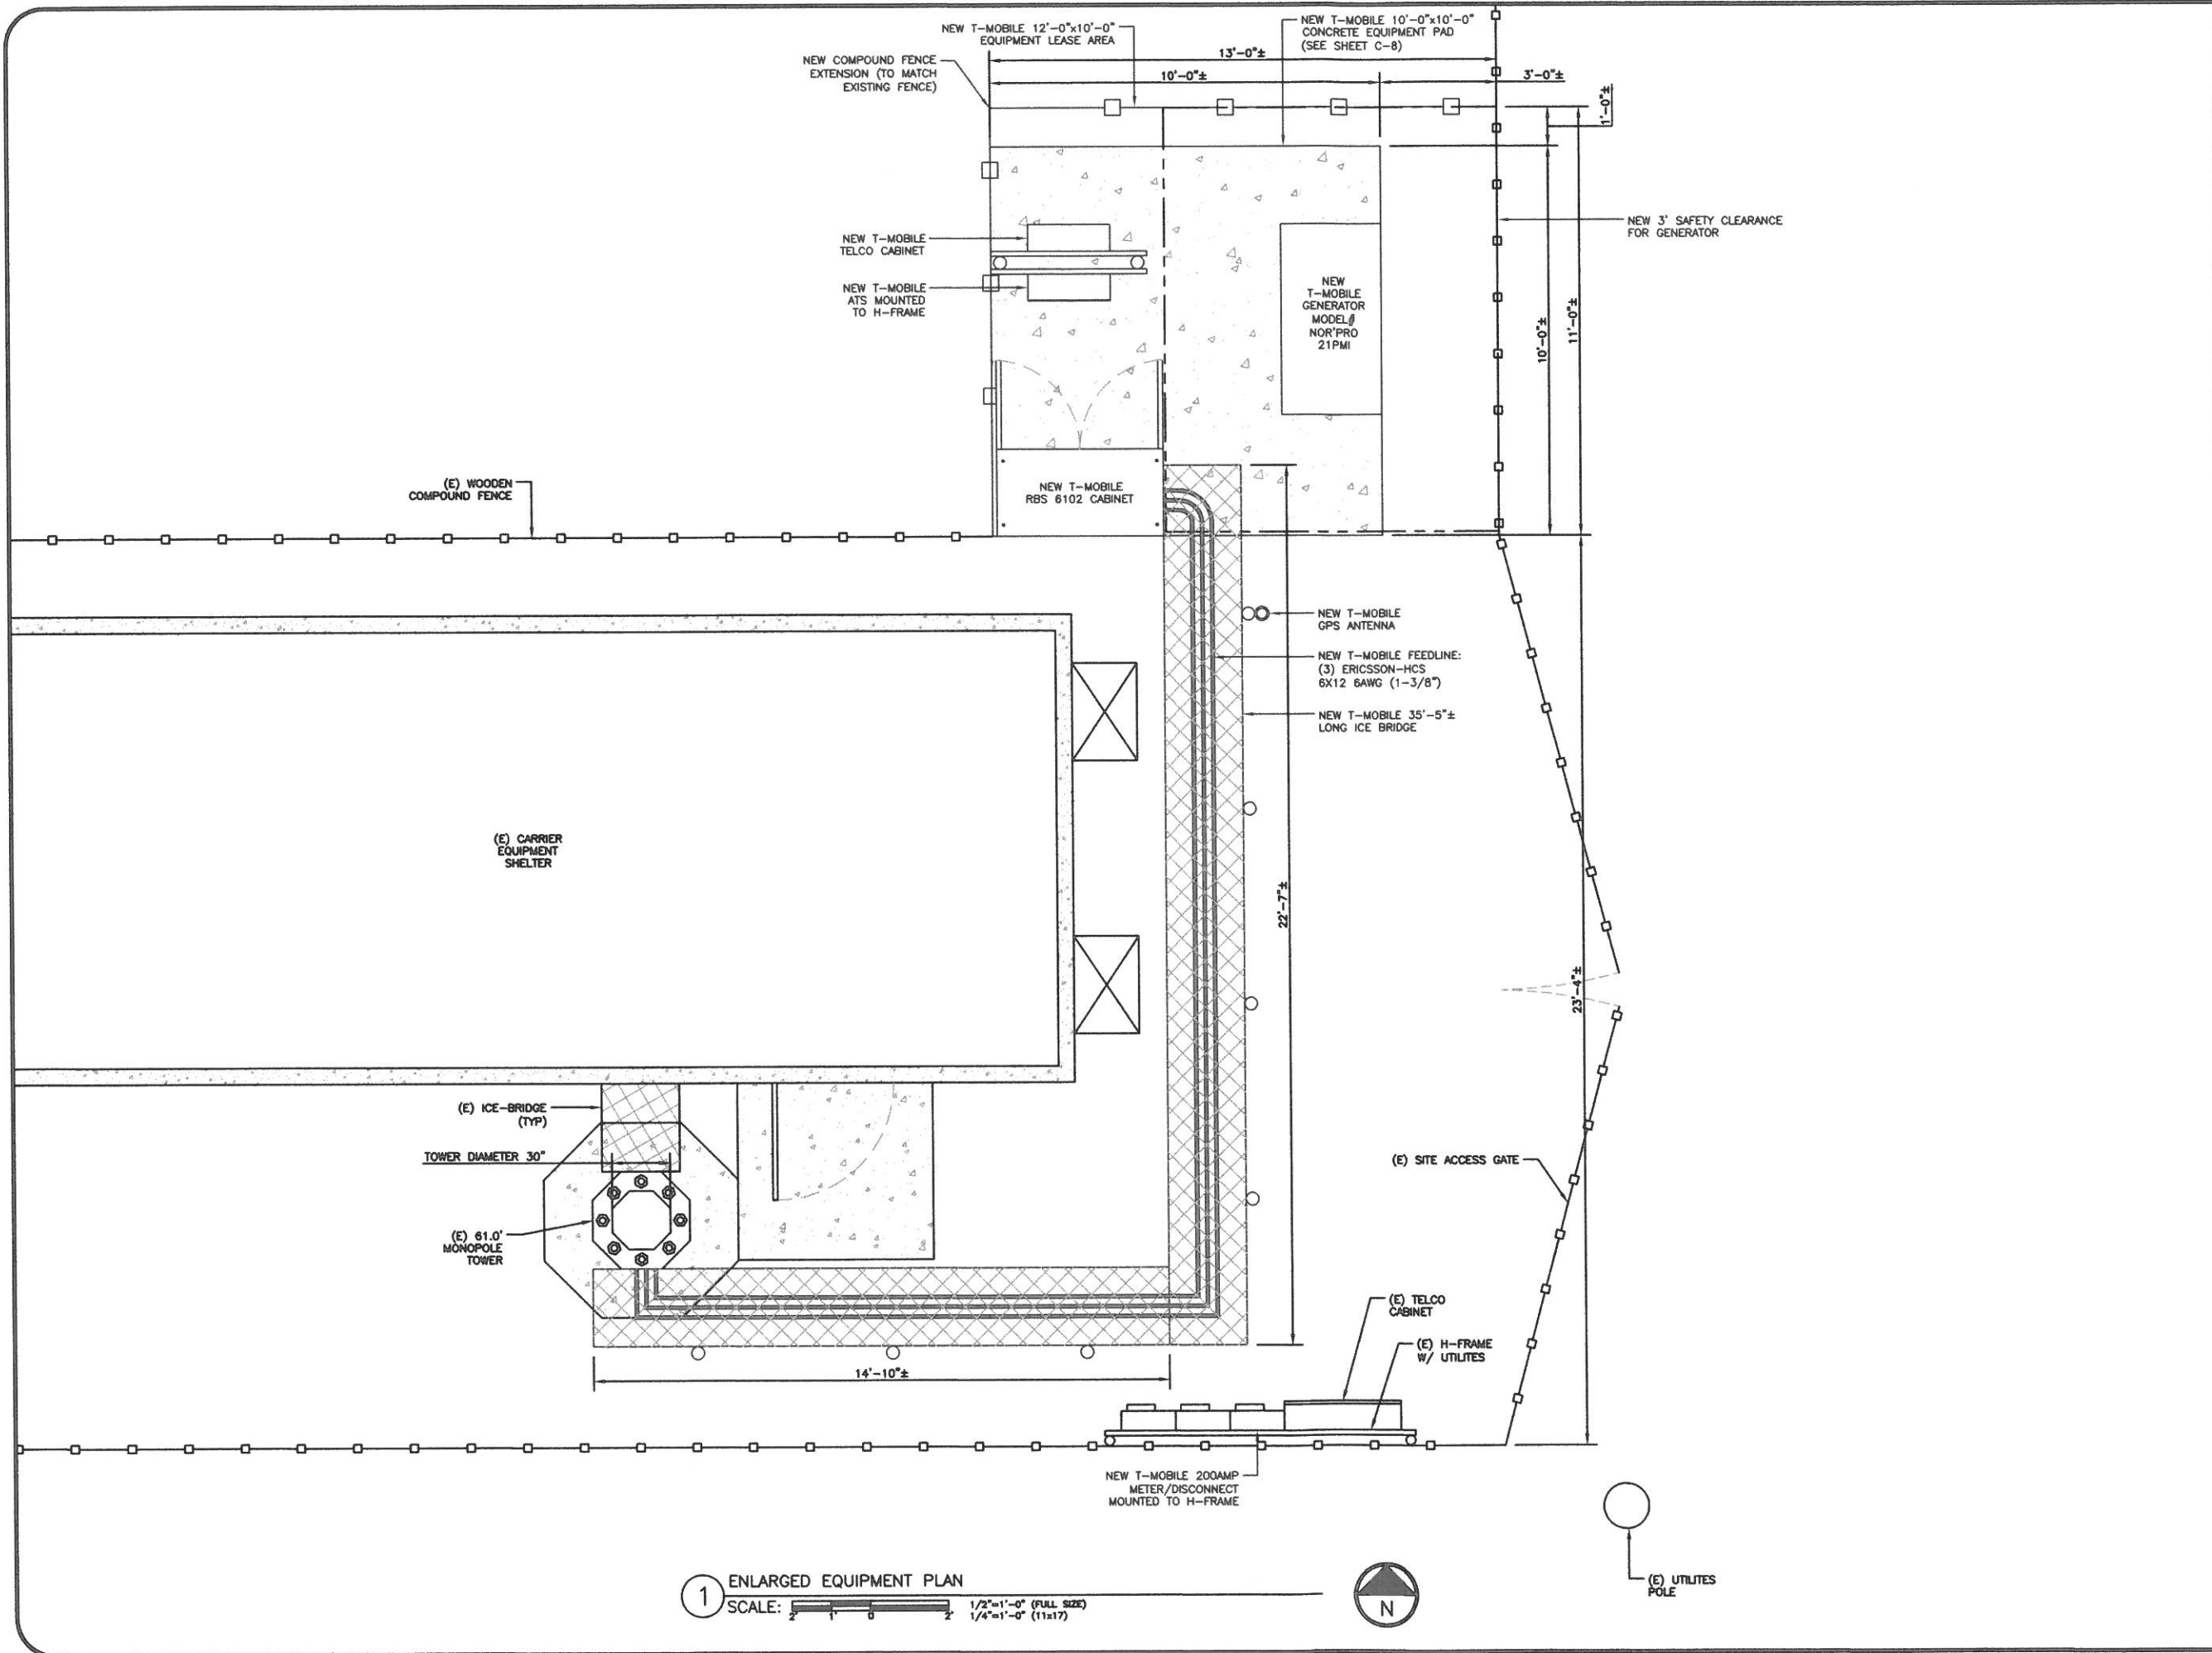 NEW T-MOBILE 12'-0"x10'-0"
EQUIPMENT LEASE AREA
NEW T-MOBILE 10'-0"x10'-0"
CONCRETE EQUIPMENT PAD
(SEE SHEET C-8)
NEW COMPOUND FENCE
EXTENSION (TO MATCH
EXISTING FENCE)
13'-0"±
10'-0"±
3'-0"±
1'-0"±
NEW T-MOBILE
TELCO CABINET
NEW 3' SAFETY CLEARANCE
FOR GENERATOR
NEW T-MOBILE
ATS MOUNTED
TO H-FRAME
NEW
T-MOBILE
GENERATOR
MODEL#
NOR'PRO
21PMI
10'-0"±
11'-0"±
(E) WOODEN
COMPOUND FENCE
NEW T-MOBILE
RBS 6102 CABINET
NEW T-MOBILE
GPS ANTENNA
NEW T-MOBILE FEEDLINE:
(3) ERICSSON-HCS
6X12 6AWG (1-3/8")
NEW T-MOBILE 35'-5"±
LONG ICE BRIDGE
(E) CARRIER
EQUIPMENT
SHELTER
22'-7"±
23'-4"±
(E) ICE-BRIDGE
(TYP)
TOWER DIAMETER 30"
(E) SITE ACCESS GATE
(E) 61.0'
MONOPOLE
TOWER
(E) TELCO
CABINET
(E) H-FRAME
W/ UTILITES
14'-10"±
NEW T-MOBILE 200AMP
METER/DISCONNECT
MOUNTED TO H-FRAME
(E) UTILITES
POLE
1
ENLARGED EQUIPMENT PLAN
SCALE:
2' 1' 0 2'
1/2"=1'-0" (FULL SIZE)
1/4"=1'-0" (11x17)
N